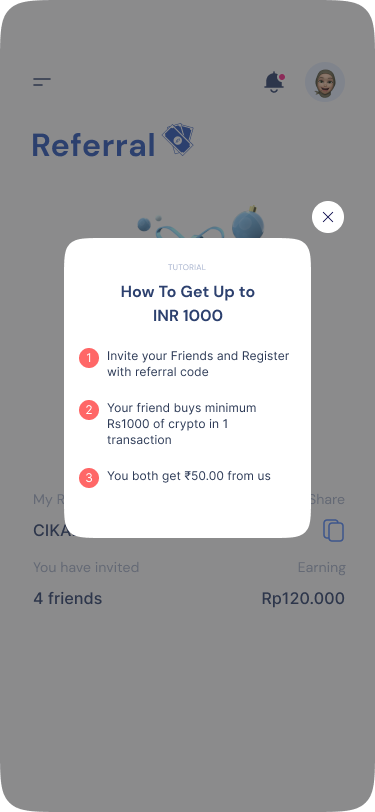 Referral
TUTORIAL
How To Get Up to
INR 1000
1 Invite your Friends and Register
with referral code
2 Your friend buys minimum
Rs1000 of crypto in 1
transaction
3 You both get ₹50.00 from us
My
Share
CIKA
You have invited Earning
4 friends Rp120.000